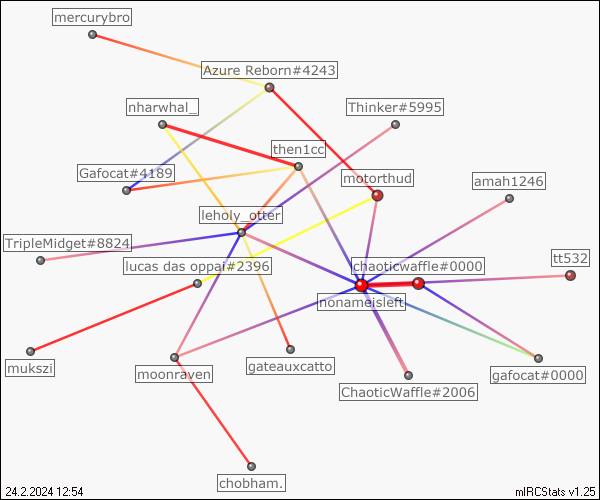 mercurybro
Azure Reborn#4243
nharwhal_
Thinker#5995
then1cc
Gafocat#4189
motorthud
amah1246
leholy_otter
TripleMidget#8824
lucas das oppai#2396
chaoticwaffle#0000
tt532
nonameisleft
mukszi
moonraven
gateauxcatto
gafocat#0000
ChaoticWaffle#2006
chobham.
24.2.2024 12:54
mIRCStats v1.25